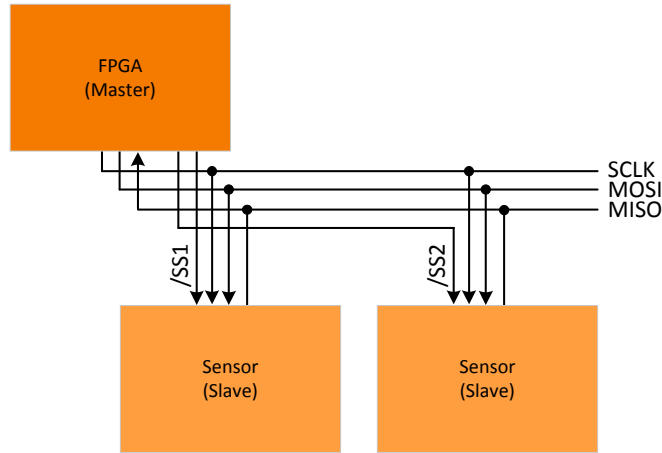 FPGA
(Master)
SCLK
MOSI
MISO
/SS1
/SS2
Sensor
(Slave)
Sensor
(Slave)